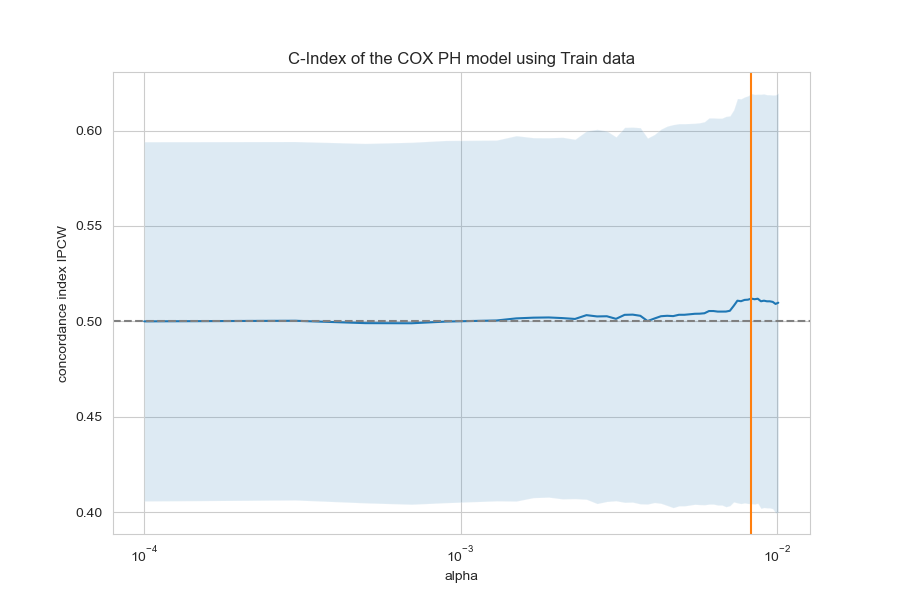 C-Index of the COX PH model using Train data
concordance index IPCW
0.60
0.55
0.50
0.45
0.40
10⁻⁴
10⁻³
10⁻²
alpha